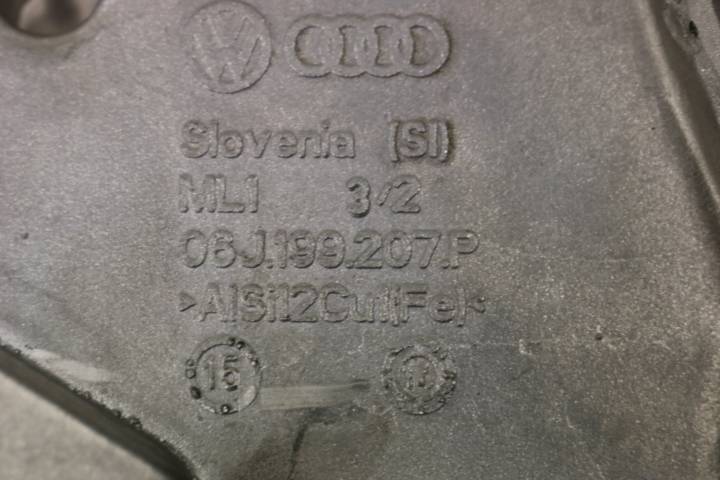 Slovenia (SI)
ML1 3/2
06J.199.207.P
>AlSi12Cu1(Fe)<
15